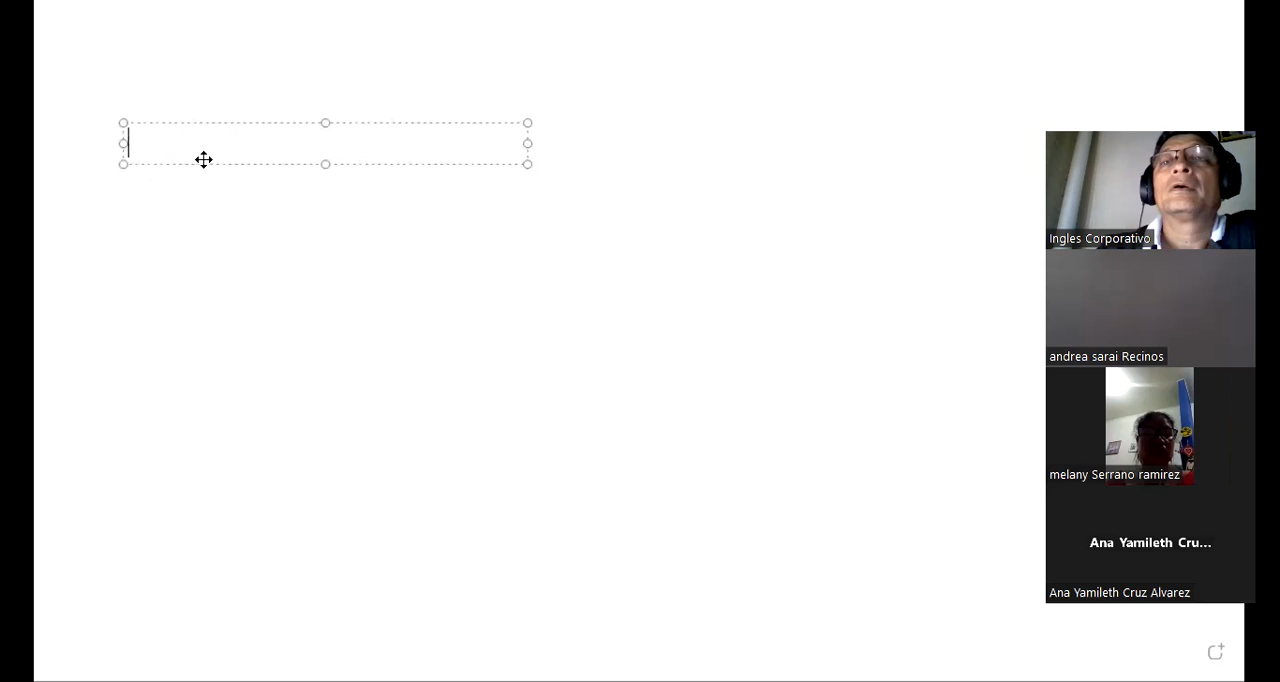 Ingles Corporativo
andrea sarai Recinos
melany Serrano ramirez
Ana Yamileth Cru...
Ana Yamileth Cruz Alvarez